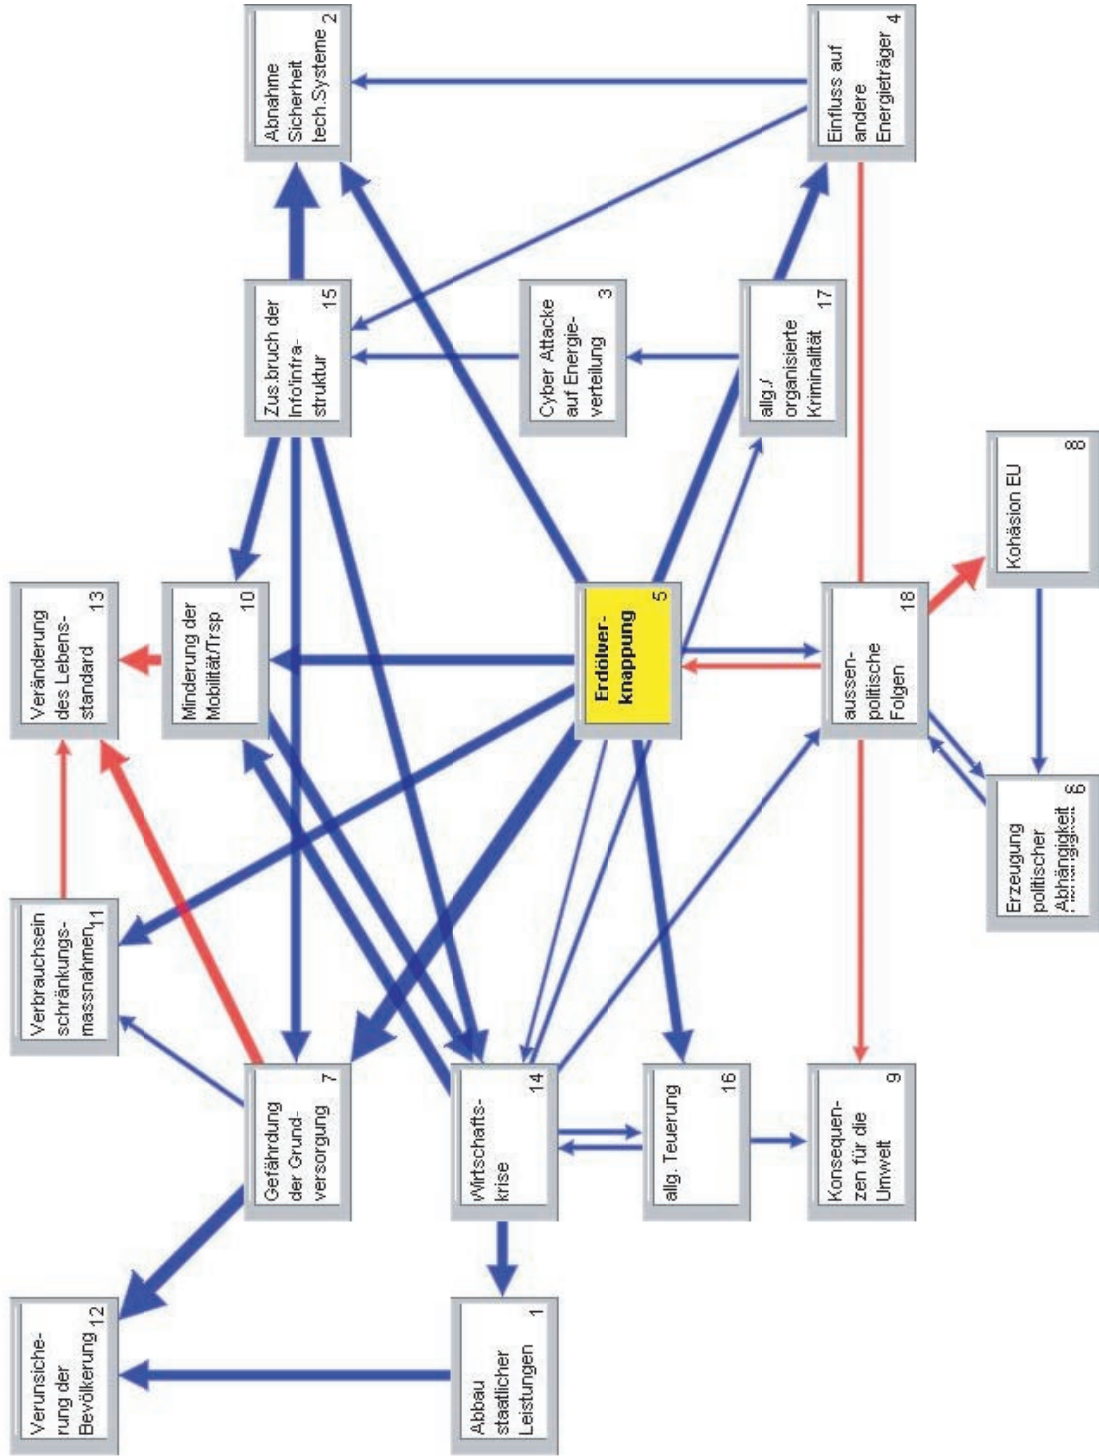 Verunsiche-
rung der
Bevölkerung
12
Verbrauchsein
schränkungs-
massnahmen
11
Veränderung
des Lebens-
standard
13
Minderung der
Mobilität/Trsp
10
Gefährdung
der Grund-
versorgung
7
Zus.bruch der
Info'infra-
struktur
15
Abnahme
Sicherheit
tech.Systeme
2
Abbau
staatlicher
Leistungen
1
Wirtschafts-
krise
14
Cyber Attacke
auf Energie-
verteilung
3
Erdölver-
knappung
5
allg. Teuerung
16
allg./
organisierte
Kriminalität
17
Konsequen-
zen für die
Umwelt
9
aussen-
politische
Folgen
18
Einfluss auf
andere
Energieträger
4
Erzeugung
politischer
Abhängigkeit
6
Kohäsion EU
8